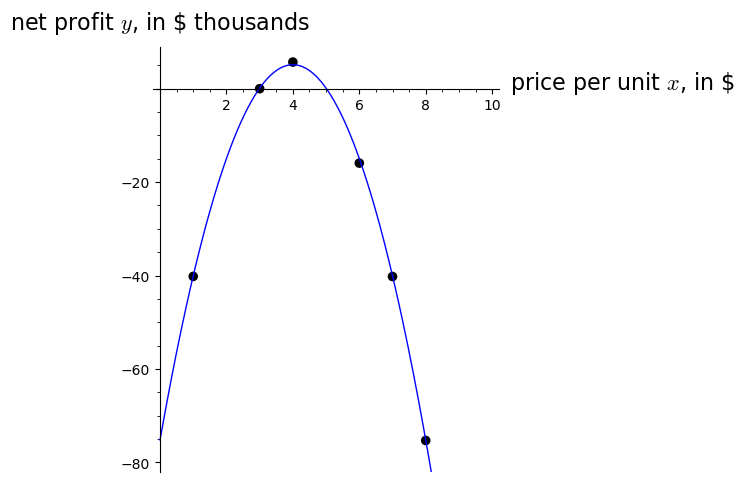 net profit y, in $ thousands
price per unit x, in $
2 4 6 8 10
−20
−40
−60
−80